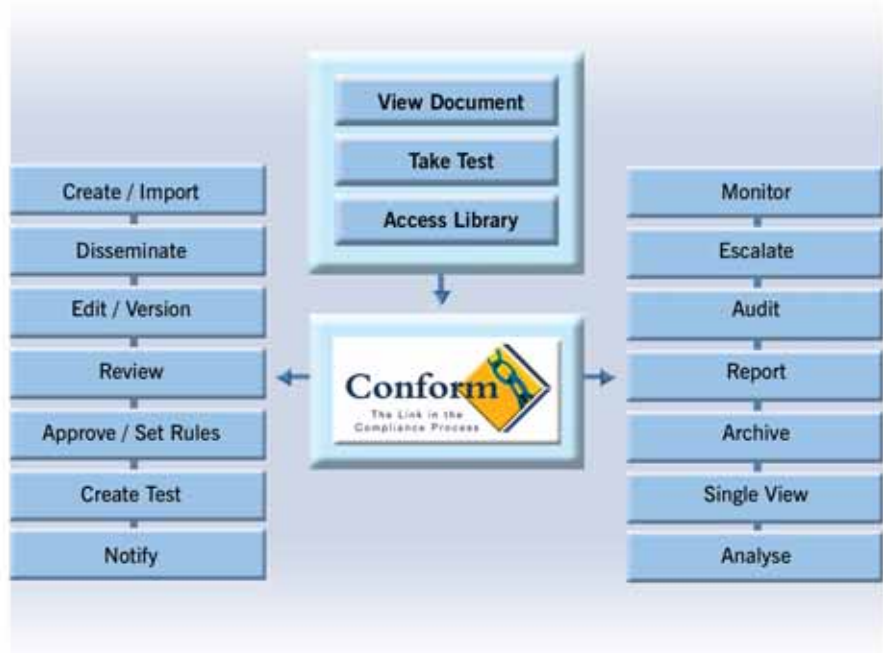 View Document
Take Test
Access Library
Create / Import
Disseminate
Edit / Version
Review
Approve / Set Rules
Create Test
Notify
Conform
The Link in the
Compliance Process
Monitor
Escalate
Audit
Report
Archive
Single View
Analyse